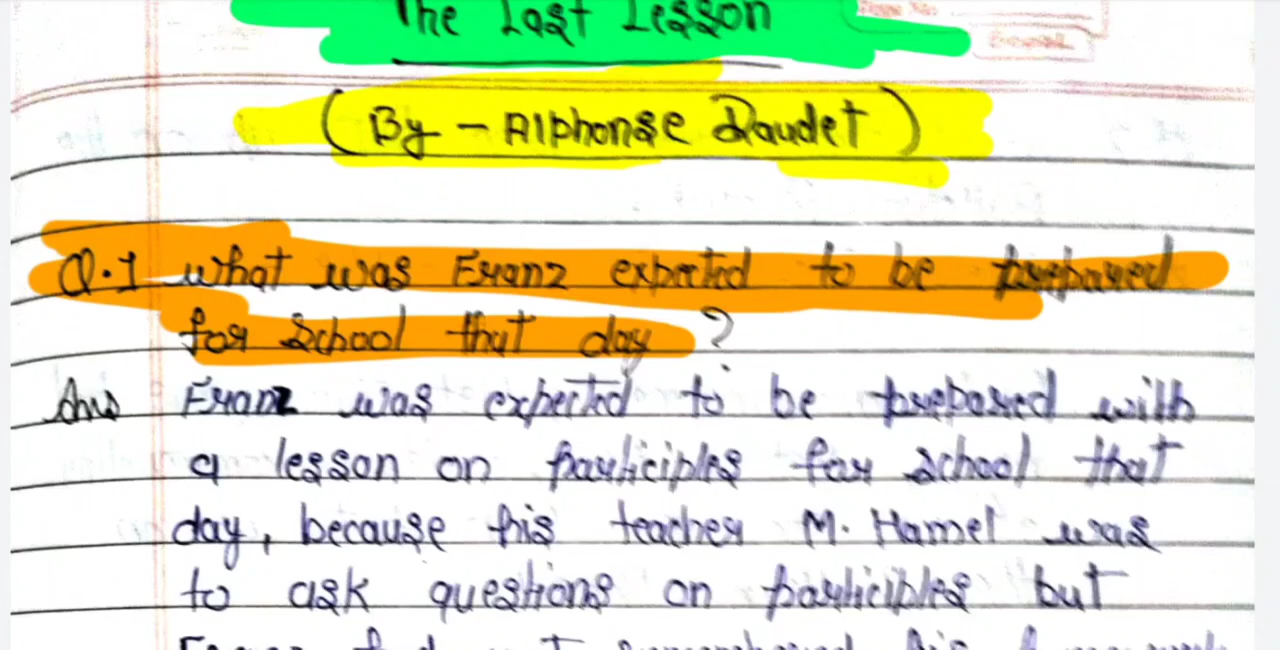 The Last Lesson
(By - Alphonse Daudet)
Q.1 what was Franz expected to be prepared
for School that day ?
Ans Franz was expected to be prepared with
a lesson on participles for school that
day, because his teacher M. Hamel was
to ask questions on participles but
Franz